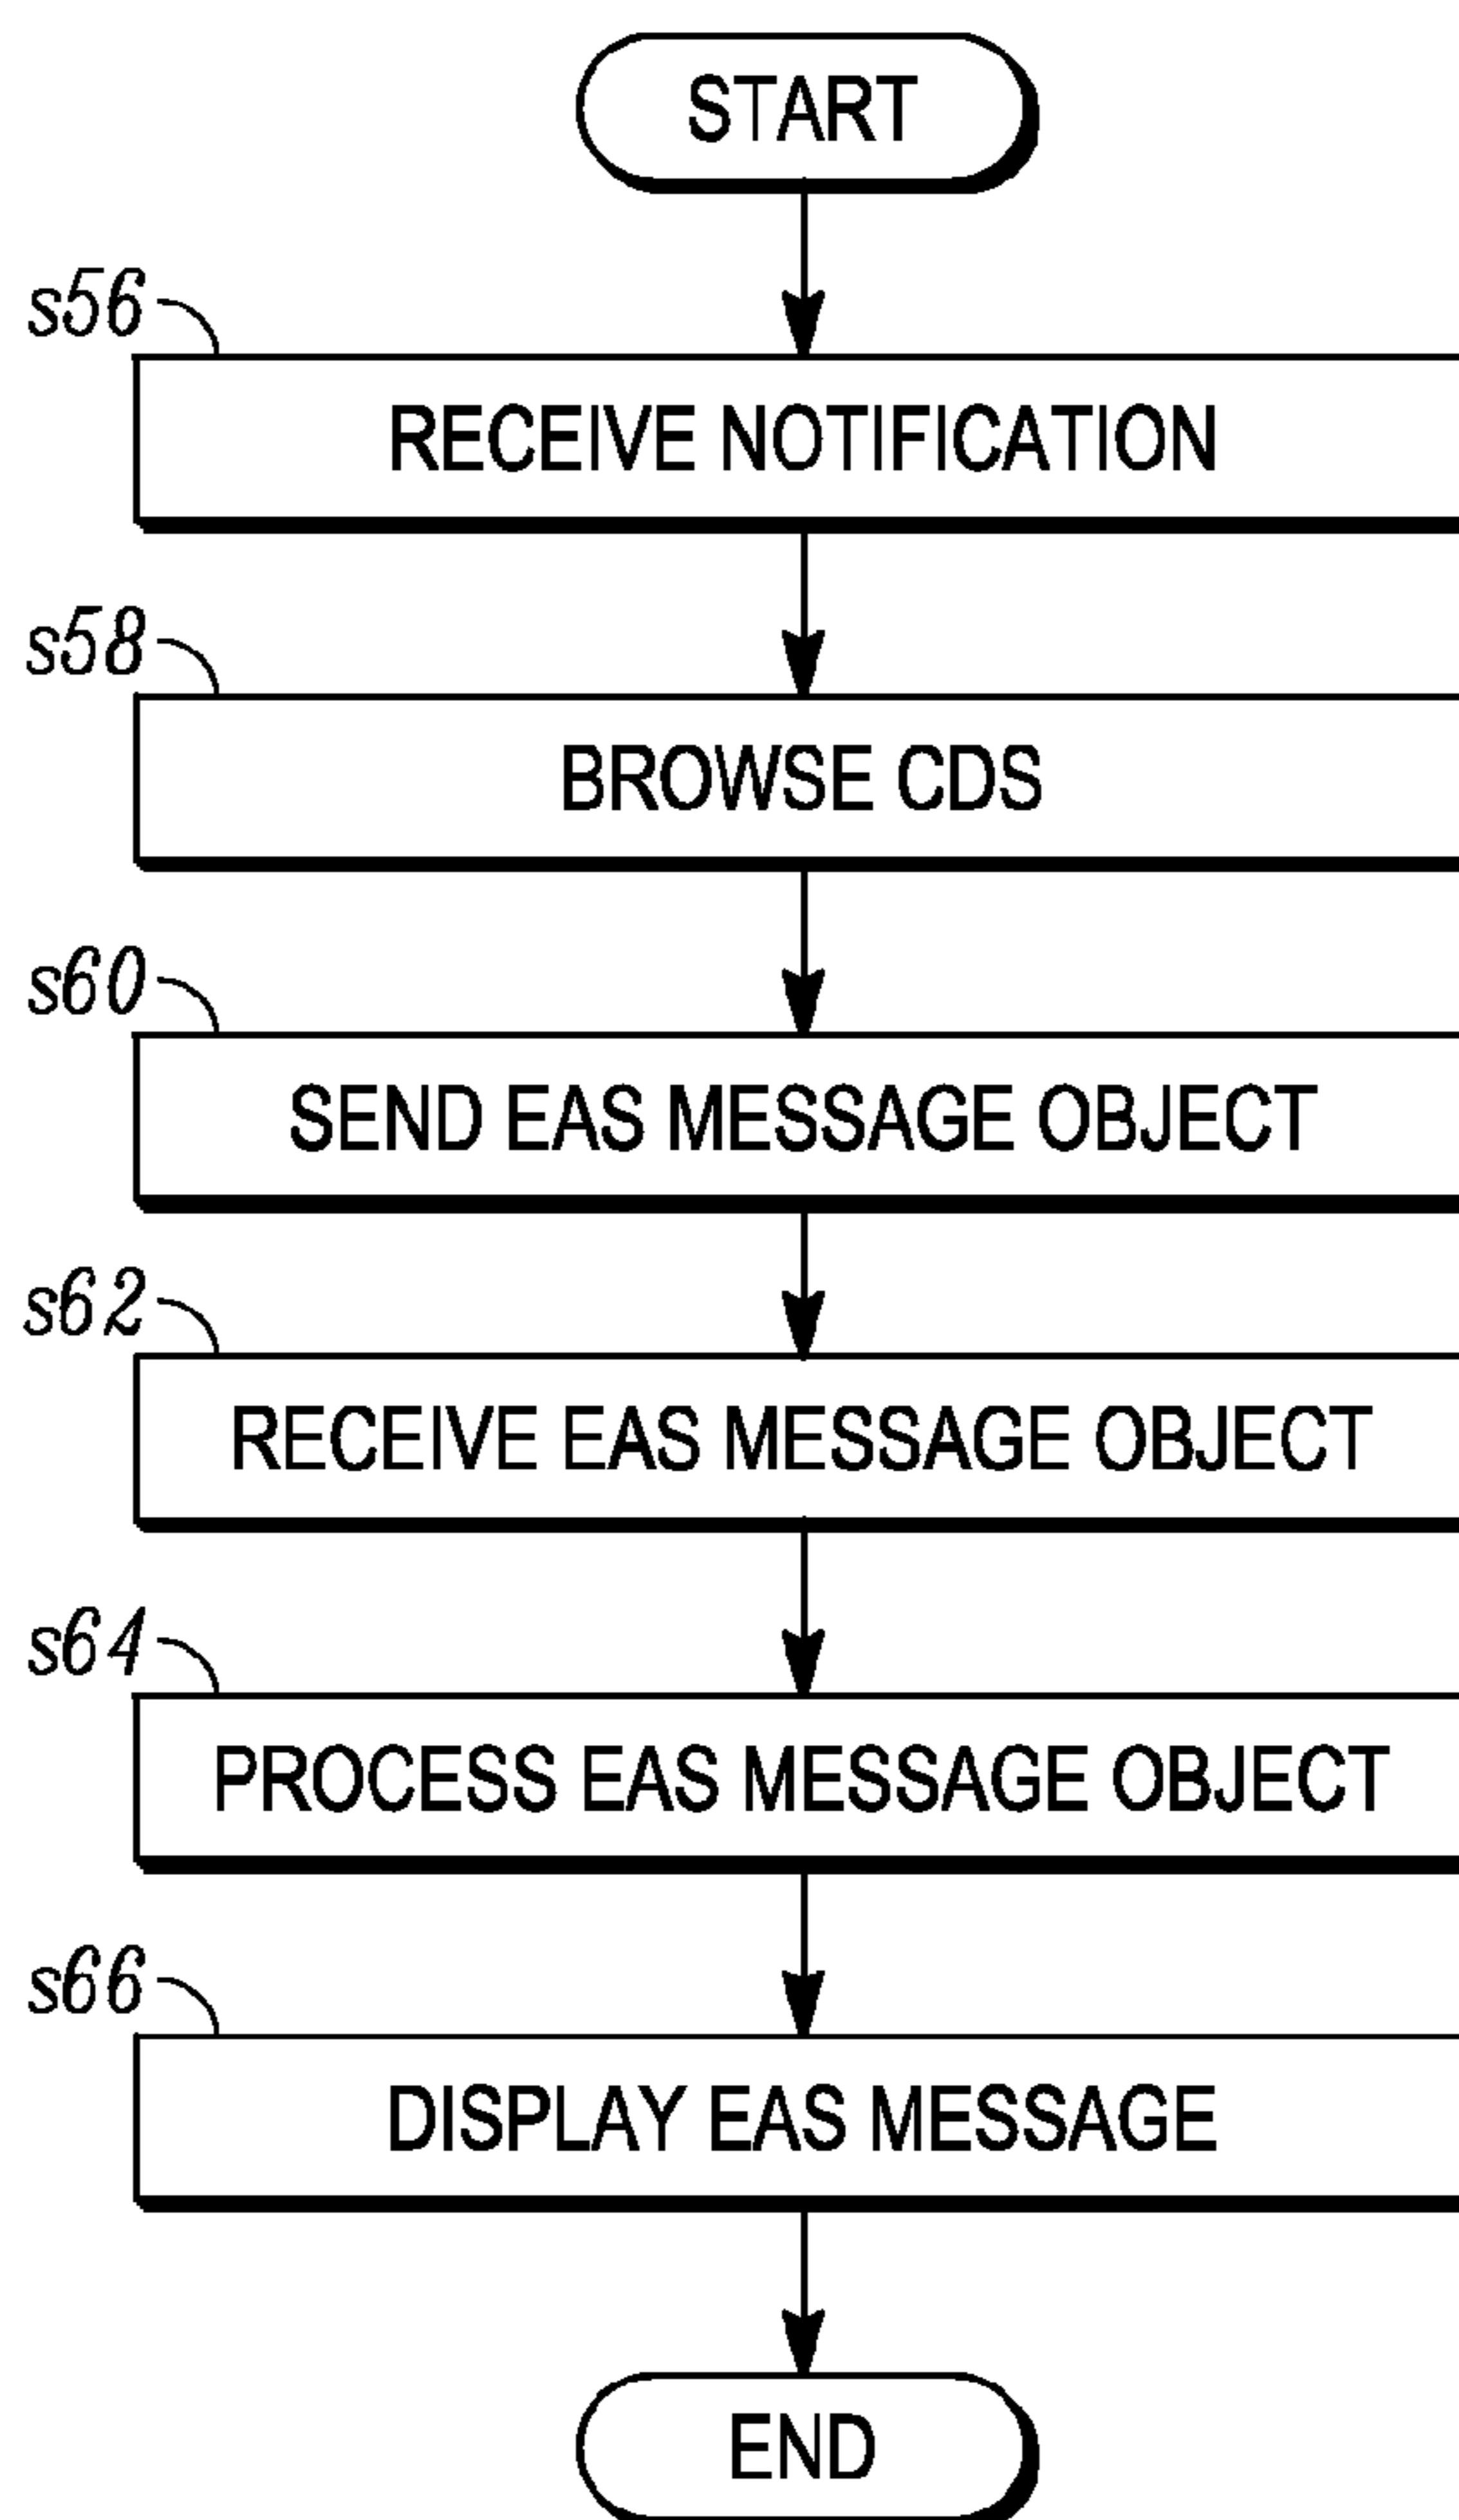 START
s56
RECEIVE NOTIFICATION
s58
BROWSE CDS
s60
SEND EAS MESSAGE OBJECT
s62
RECEIVE EAS MESSAGE OBJECT
s64
PROCESS EAS MESSAGE OBJECT
s66
DISPLAY EAS MESSAGE
END